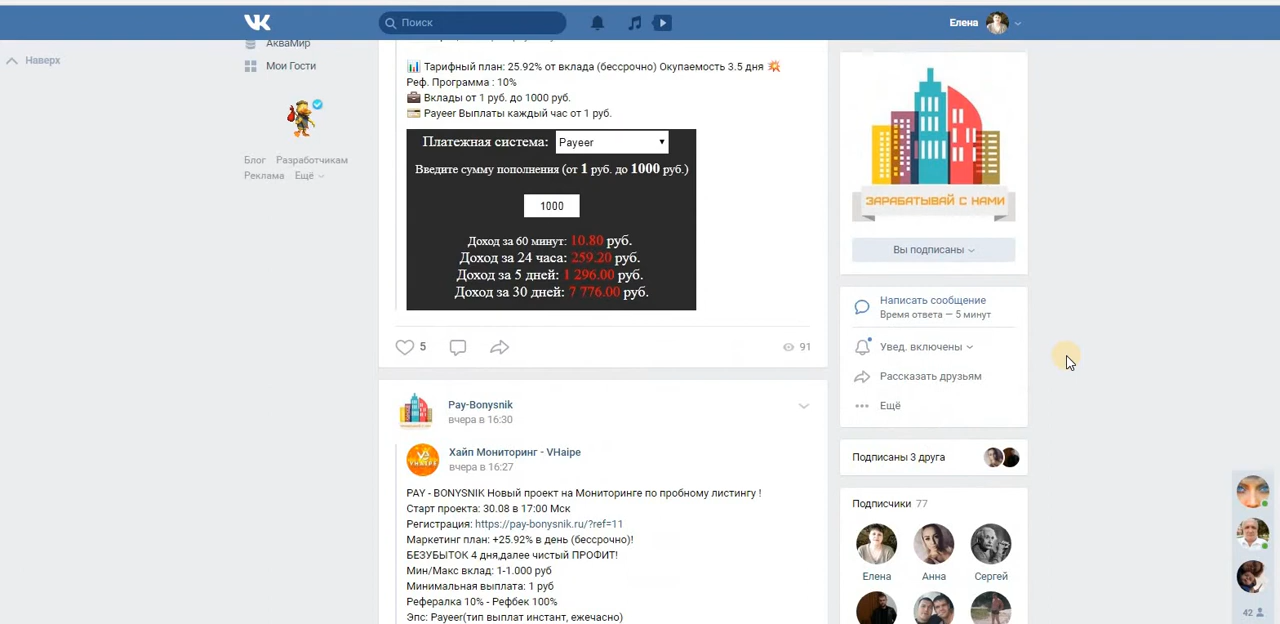 Поиск
Елена
Наверх
АкваМир
Мои Гости
Блог Разработчикам
Реклама Ещё
Тарифный план: 25.92% от вклада (бессрочно) Окупаемость 3.5 дня
Реф. Программа : 10%
Вклады от 1 руб. до 1000 руб.
Payeer Выплаты каждый час от 1 руб.
Платежная система: Payeer
Введите сумму пополнения (от 1 руб. до 1000 руб.)
1000
Доход за 60 минут: 10.80 руб.
Доход за 24 часа: 259.20 руб.
Доход за 5 дней: 1 296.00 руб.
Доход за 30 дней: 7 776.00 руб.
5
91
Pay-Bonysnik
вчера в 16:30
VHAIPE
Хайп Мониторинг - VHaipe
вчера в 16:27
PAY - BONYSNIK Новый проект на Мониторинге по пробному листингу !
Старт проекта: 30.08 в 17:00 Мск
Регистрация: https://pay-bonysnik.ru/?ref=11
Маркетинг план: +25.92% в день (бессрочно)!
БЕЗУБЫТОК 4 дня,далее чистый ПРОФИТ!
Мин/Макс вклад: 1-1.000 руб
Минимальная выплата: 1 руб
Рефералка 10% - Рефбек 100%
Эпс: Payeer(тип выплат инстант, ежечасно)
ЗАРАБАТЫВАЙ С НАМИ
Вы подписаны
Написать сообщение
Время ответа — 5 минут
Увед. включены
Рассказать друзьям
Ещё
Подписаны 3 друга
Подписчики 77
Елена Анна Сергей
42